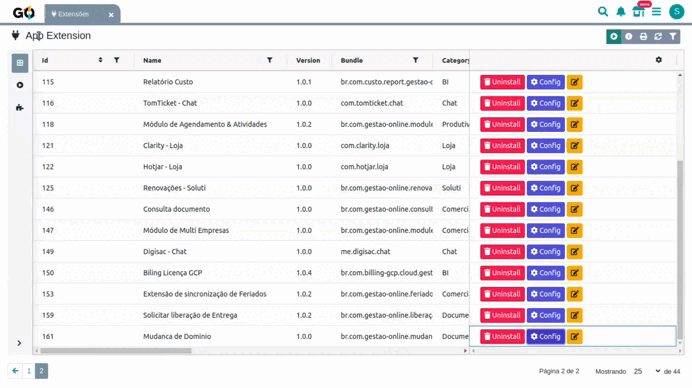 GO Extensões × menu S
App Extension
Id Name Version Bundle Category
115 Relatório Custo 1.0.1 br.com.custo.report.gestao-c BI Uninstall Config
116 TomTicket - Chat 1.0.0 com.tomticket.chat Chat Uninstall Config
118 Módulo de Agendamento & Atividades 1.0.2 br.com.gestao-online.module Produtiv Uninstall Config
121 Clarity - Loja 1.0.0 com.clarity.loja Loja Uninstall Config
122 Hotjar - Loja 1.0.0 com.hotjar.loja Loja Uninstall Config
125 Renovações - Soluti 1.0.0 br.com.gestao-online.renova Soluti Uninstall Config
146 Consulta documento 1.0.0 br.com.gestao-online.consult Comerci Uninstall Config
147 Módulo de Multi Empresas 1.0.0 br.com.gestao-online.module Comerci Uninstall Config
149 Digisac - Chat 1.0.0 me.digisac.chat Chat Uninstall Config
150 Biling Licença GCP 1.0.4 br.com.billing-gcp.cloud.gest BI Uninstall Config
153 Extensão de sincronização de Feriados 1.0.2 br.com.gestao-online.feriado Comerci Uninstall Config
159 Solicitar liberação de Entrega 1.0.2 br.com.gestao-online.liberaç Docume Uninstall Config
161 Mudanca de Dominio 1.0.0 br.com.gestao-online.mudan Docume Uninstall Config
1 2 Página 2 de 2 Mostrando 25 de 44